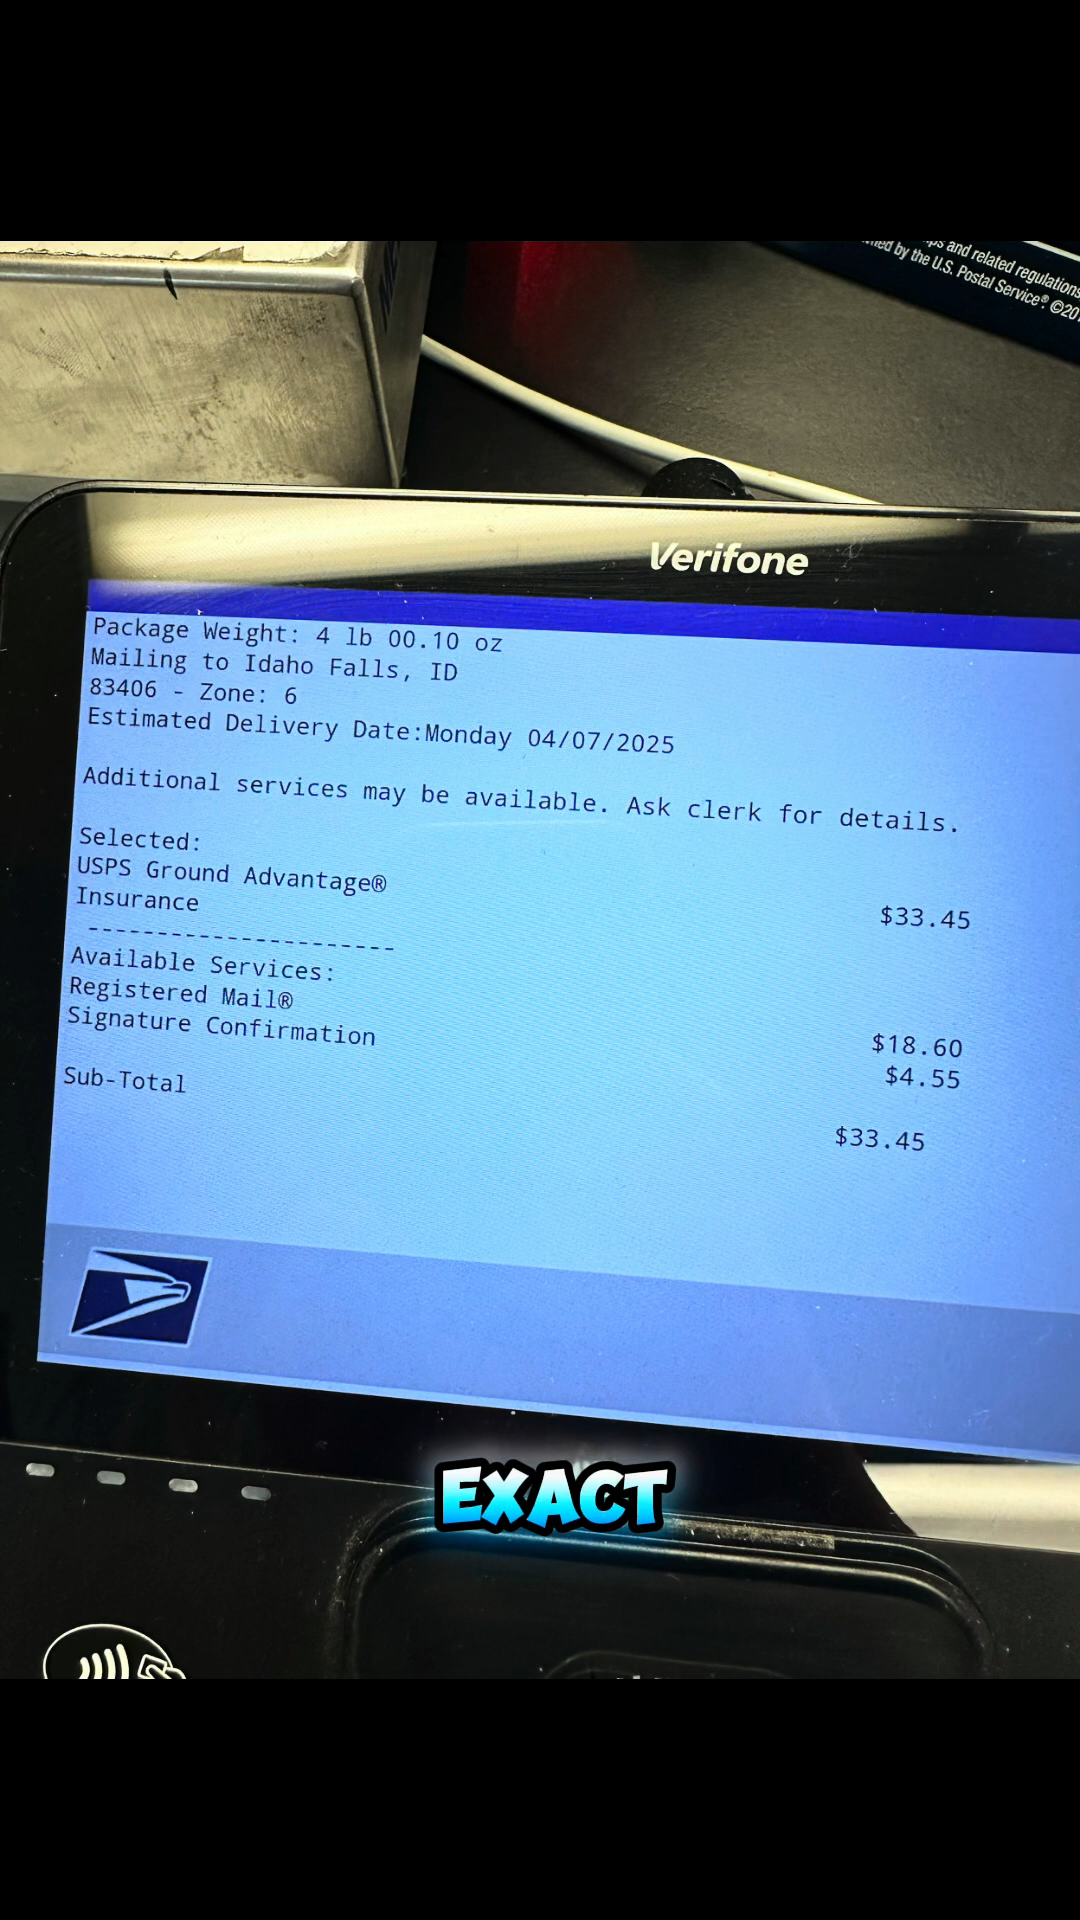 ps and related regulations
by the U.S. Postal Service®. ©20
Verifone
Package Weight: 4 lb 00.10 oz
Mailing to Idaho Falls, ID
83406 - Zone: 6
Estimated Delivery Date:Monday 04/07/2025
Additional services may be available. Ask clerk for details.
Selected:
USPS Ground Advantage® $33.45
Insurance
----------------------
Available Services:
Registered Mail® $18.60
Signature Confirmation $4.55
Sub-Total $33.45
EXACT